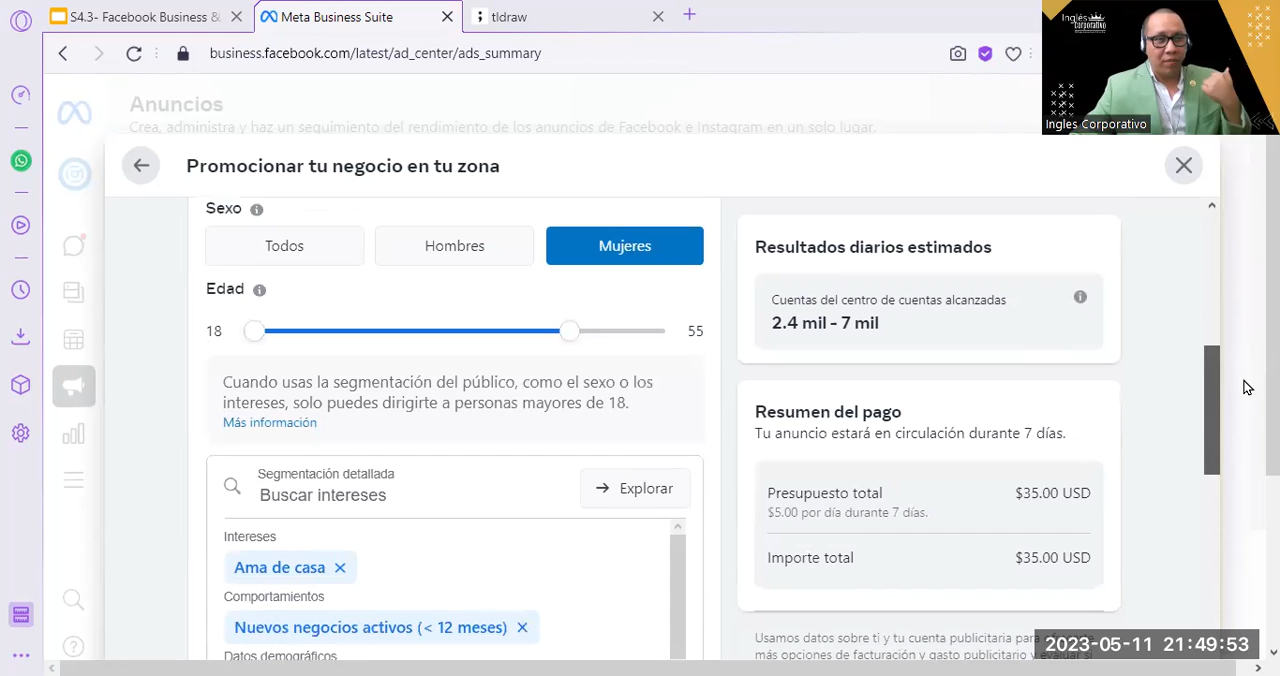 S4.3- Facebook Business &
Meta Business Suite
tldraw
business.facebook.com/latest/ad_center/ads_summary
Inglés
Corporativo
Ingles Corporativo
Anuncios
Crea, administra y haz un seguimiento del rendimiento de los anuncios de Facebook e Instagram en un solo lugar.
Promocionar tu negocio en tu zona
Sexo
Todos
Hombres
Mujeres
Edad
18
55
Cuando usas la segmentación del público, como el sexo o los
intereses, solo puedes dirigirte a personas mayores de 18.
Más información
Segmentación detallada
Buscar intereses
Explorar
Intereses
Ama de casa
Comportamientos
Nuevos negocios activos (< 12 meses)
Datos demográficos
Resultados diarios estimados
Cuentas del centro de cuentas alcanzadas
2.4 mil - 7 mil
Resumen del pago
Tu anuncio estará en circulación durante 7 días.
Presupuesto total $35.00 USD
$5.00 por día durante 7 días.
Importe total $35.00 USD
Usamos datos sobre ti y tu cuenta publicitaria para
más opciones de facturación y gasto publicitario y evaluar si
2023-05-11 21:49:53